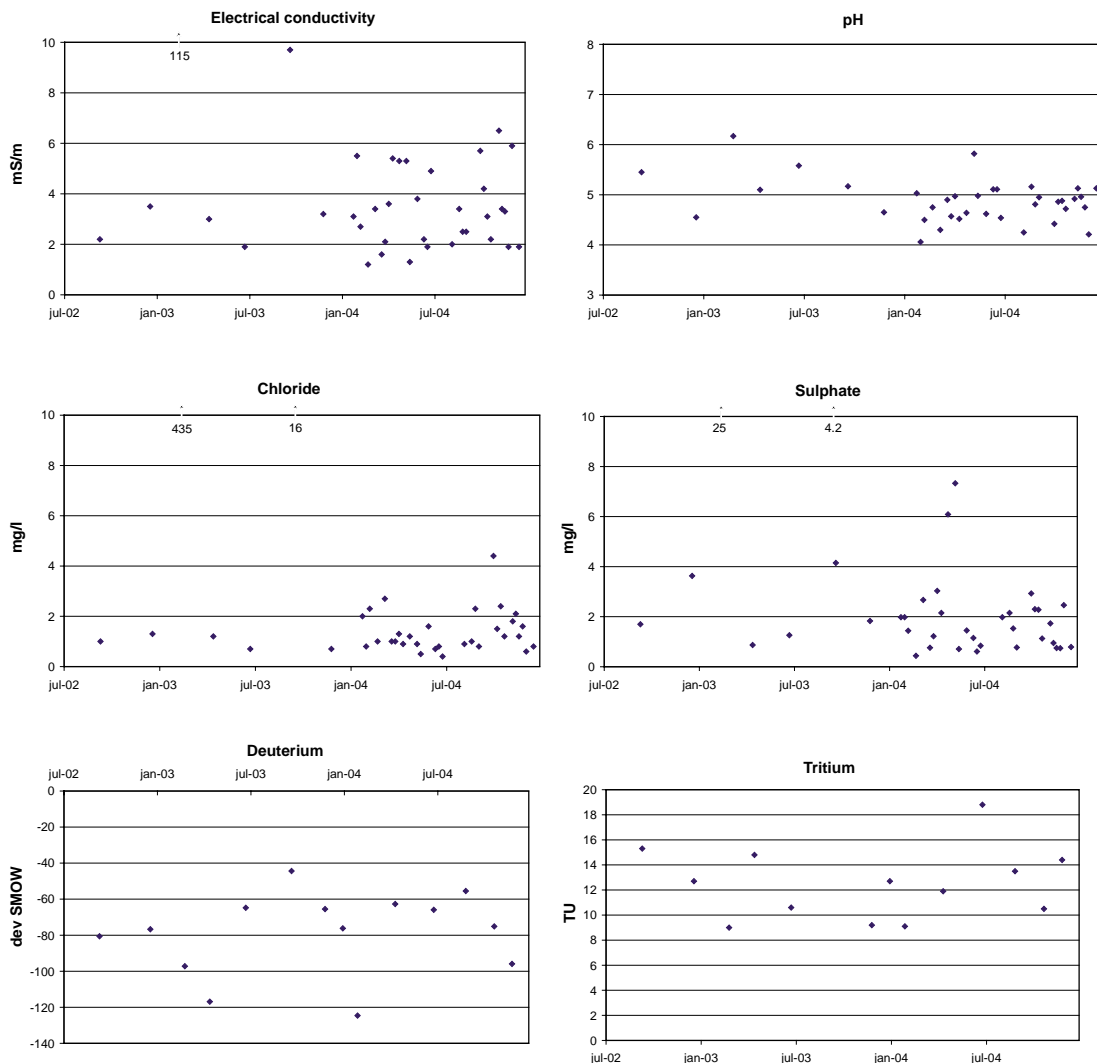 Electrical conductivity
115
10
8
6
4
2
0
mS/m
jul-02 jan-03 jul-03 jan-04 jul-04
pH
8
7
6
5
4
3
jul-02 jan-03 jul-03 jan-04 jul-04
Chloride
435 16
10
8
6
4
2
0
mg/l
jul-02 jan-03 jul-03 jan-04 jul-04
Sulphate
25 4.2
10
8
6
4
2
0
mg/l
jul-02 jan-03 jul-03 jan-04 jul-04
Deuterium
jul-02 jan-03 jul-03 jan-04 jul-04
0
-20
-40
-60
-80
-100
-120
-140
dev SMOW
Tritium
20
18
16
14
12
10
8
6
4
2
0
TU
jul-02 jan-03 jul-03 jan-04 jul-04